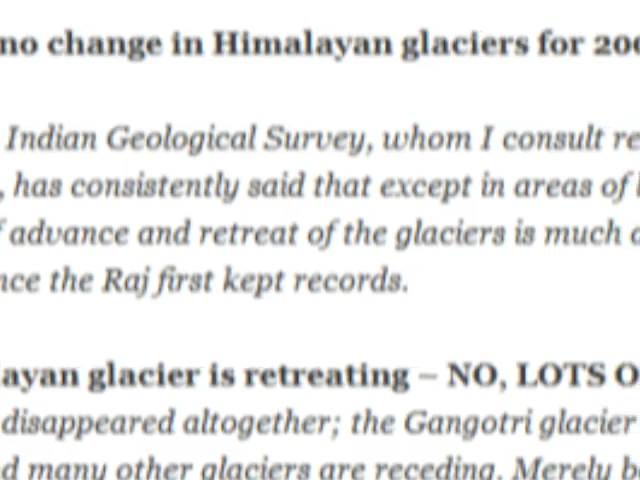 no change in Himalayan glaciers for
Indian Geological Survey, whom I consult
, has consistently said that except in areas of
advance and retreat of the glaciers is much
the Raj first kept records.
glacier is retreating – NO, LOTS
disappeared altogether; the Gangotri glacier
many other glaciers are receding. Merely